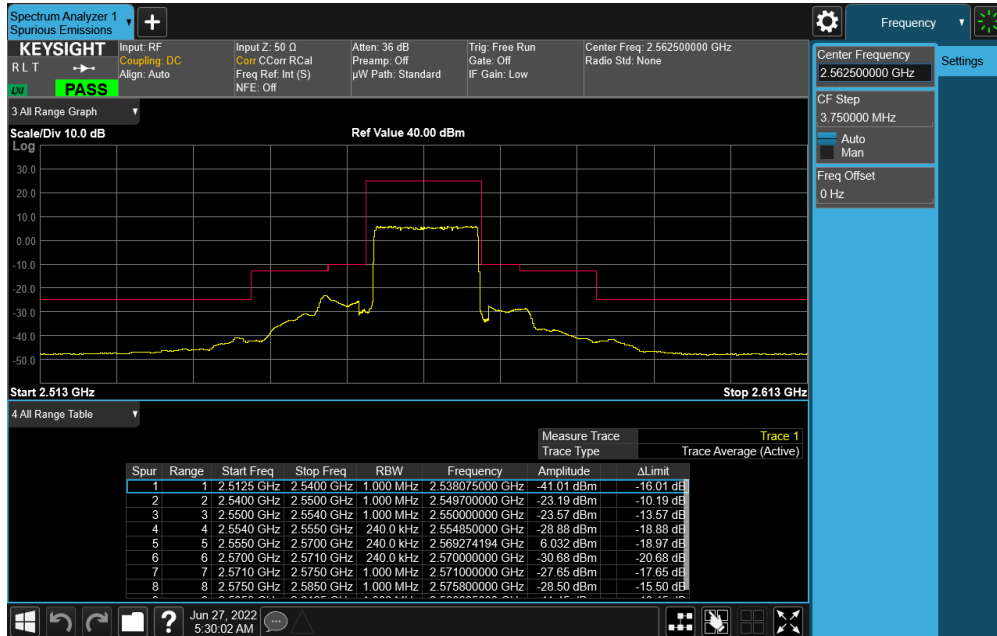 Spectrum Analyzer 1
Spurious Emissions
Frequency
KEYSIGHT
R L T
LXI
PASS
Input: RF
Coupling: DC
Align: Auto
Input Z: 50 Ω
Corr CCorr RCal
Freq Ref: Int (S)
NFE: Off
Atten: 36 dB
Preamp: Off
µW Path: Standard
Trig: Free Run
Gate: Off
IF Gain: Low
Center Freq: 2.562500000 GHz
Radio Std: None
Center Frequency
2.562500000 GHz
Settings
CF Step
3.750000 MHz
Auto
Man
Freq Offset
0 Hz
3 All Range Graph
Scale/Div 10.0 dB
Ref Value 40.00 dBm
Log
30.0
20.0
10.0
0.00
-10.0
-20.0
-30.0
-40.0
-50.0
Start 2.513 GHz
Stop 2.613 GHz
4 All Range Table
Measure Trace Trace 1
Trace Type Trace Average (Active)
Spur Range Start Freq Stop Freq RBW Frequency Amplitude ΔLimit
1 1 2.5125 GHz 2.5400 GHz 1.000 MHz 2.538075000 GHz -41.01 dBm -16.01 dB
2 2 2.5400 GHz 2.5500 GHz 1.000 MHz 2.549700000 GHz -23.19 dBm -10.19 dB
3 3 2.5500 GHz 2.5540 GHz 1.000 MHz 2.550000000 GHz -23.57 dBm -13.57 dB
4 4 2.5540 GHz 2.5550 GHz 240.0 kHz 2.554850000 GHz -28.88 dBm -18.88 dB
5 5 2.5550 GHz 2.5700 GHz 240.0 kHz 2.569274194 GHz 6.032 dBm -18.97 dB
6 6 2.5700 GHz 2.5710 GHz 240.0 kHz 2.570000000 GHz -30.68 dBm -20.68 dB
7 7 2.5710 GHz 2.5750 GHz 1.000 MHz 2.571000000 GHz -27.65 dBm -17.65 dB
8 8 2.5750 GHz 2.5850 GHz 1.000 MHz 2.575800000 GHz -28.50 dBm -15.50 dB
Jun 27, 2022
5:30:02 AM